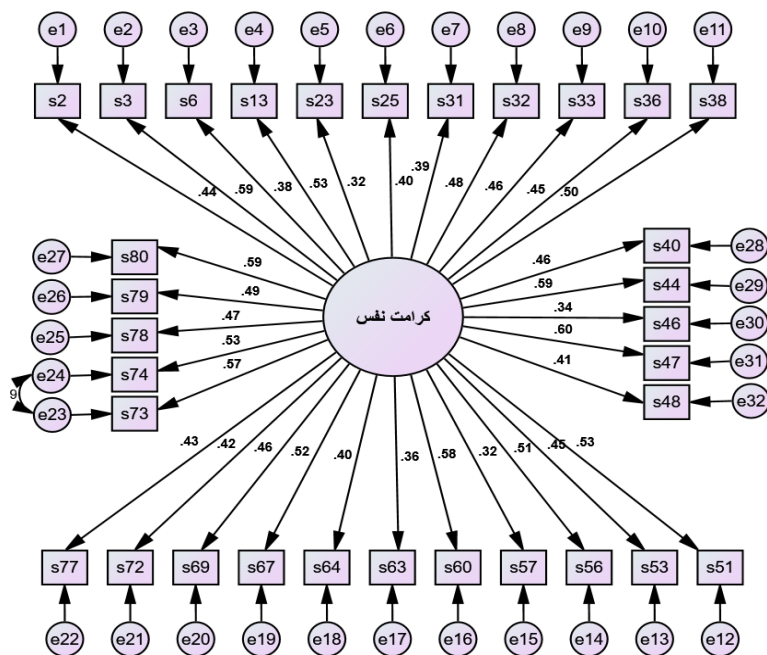 e1 e2 e3 e4 e5 e6 e7 e8 e9 e10 e11
s2 s3 s6 s13 s23 s25 s31 s32 s33 s36 s38
.44 .59 .38 .53 .32 .40 .39 .48 .46 .45 .50
e27 s80 .59 .46 s40 e28
e26 s79 .49 .59 s44 e29
کرامت نفس
e25 s78 .47 .34 s46 e30
e24 s74 .53 .60 s47 e31
9
e23 s73 .57 .41 s48 e32
.43 .42 .46 .52 .40 .36 .58 .32 .51 .45 .53
s77 s72 s69 s67 s64 s63 s60 s57 s56 s53 s51
e22 e21 e20 e19 e18 e17 e16 e15 e14 e13 e12